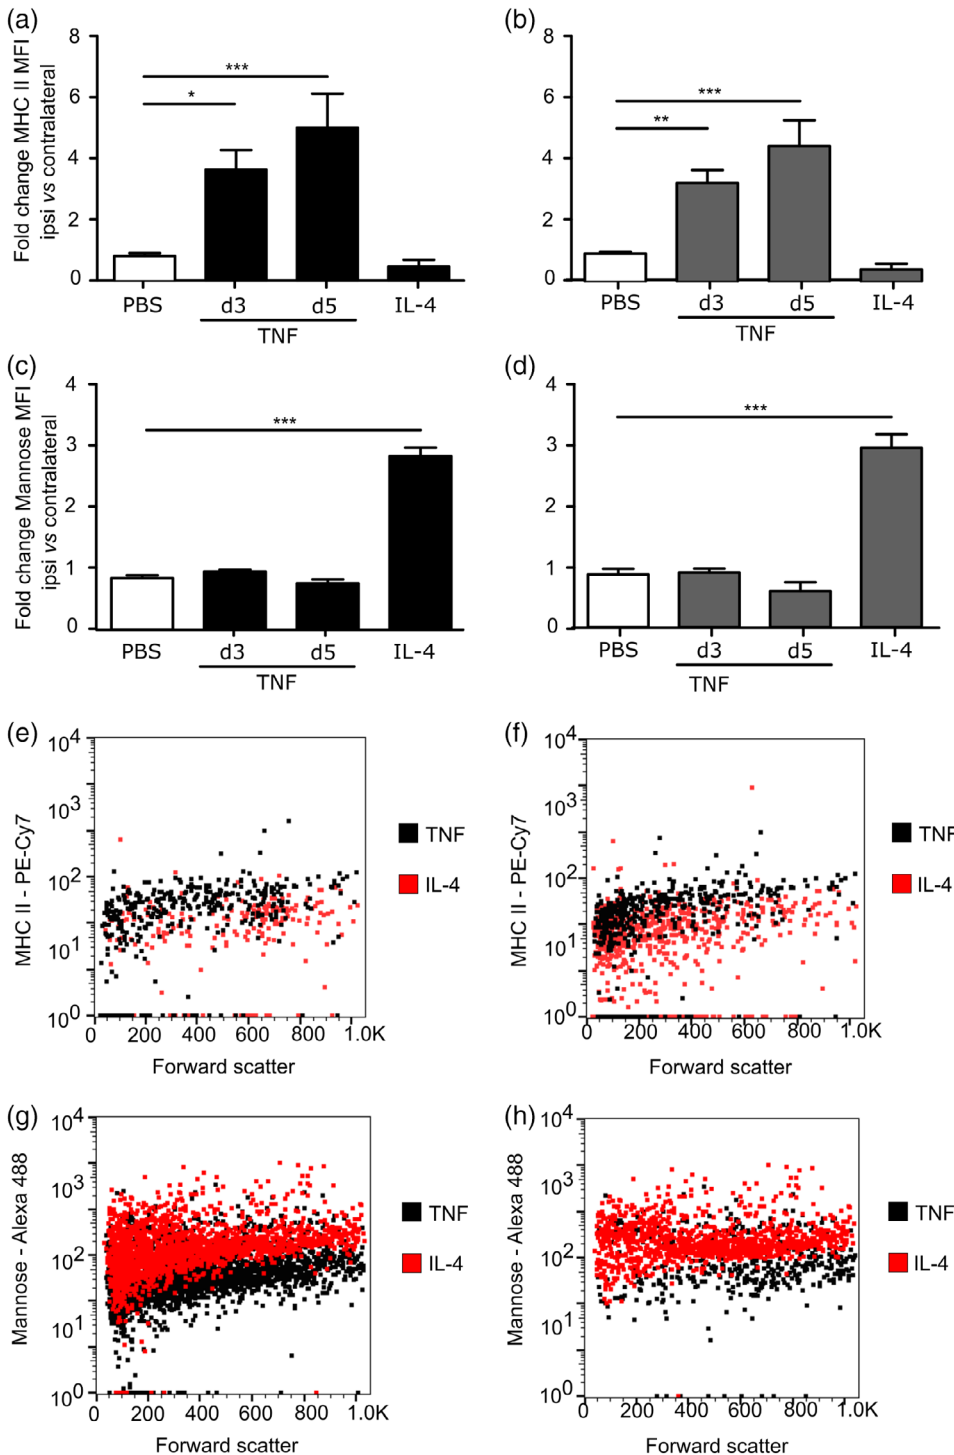 (a)
Fold change MHC II MFI
ipsi vs contralateral
8
6
4
2
0
***
*
PBS
d3
d5
IL-4
TNF
(b)
8
6
4
2
0
***
**
PBS
d3
d5
IL-4
TNF
(c)
Fold change Mannose MFI
ipsi vs contralateral
4
3
2
1
0
***
PBS
d3
d5
IL-4
TNF
(d)
4
3
2
1
0
***
PBS
d3
d5
IL-4
TNF
(e)
MHC II - PE-Cy7
10^4
10^3
10^2
10^1
10^0
0 200 400 600 800 1.0K
Forward scatter
TNF
IL-4
(f)
MHC II - PE-Cy7
10^4
10^3
10^2
10^1
10^0
0 200 400 600 800 1.0K
Forward scatter
TNF
IL-4
(g)
Mannose - Alexa 488
10^4
10^3
10^2
10^1
10^0
0 200 400 600 800 1.0K
Forward scatter
TNF
IL-4
(h)
Mannose - Alexa 488
10^4
10^3
10^2
10^1
10^0
0 200 400 600 800 1.0K
Forward scatter
TNF
IL-4